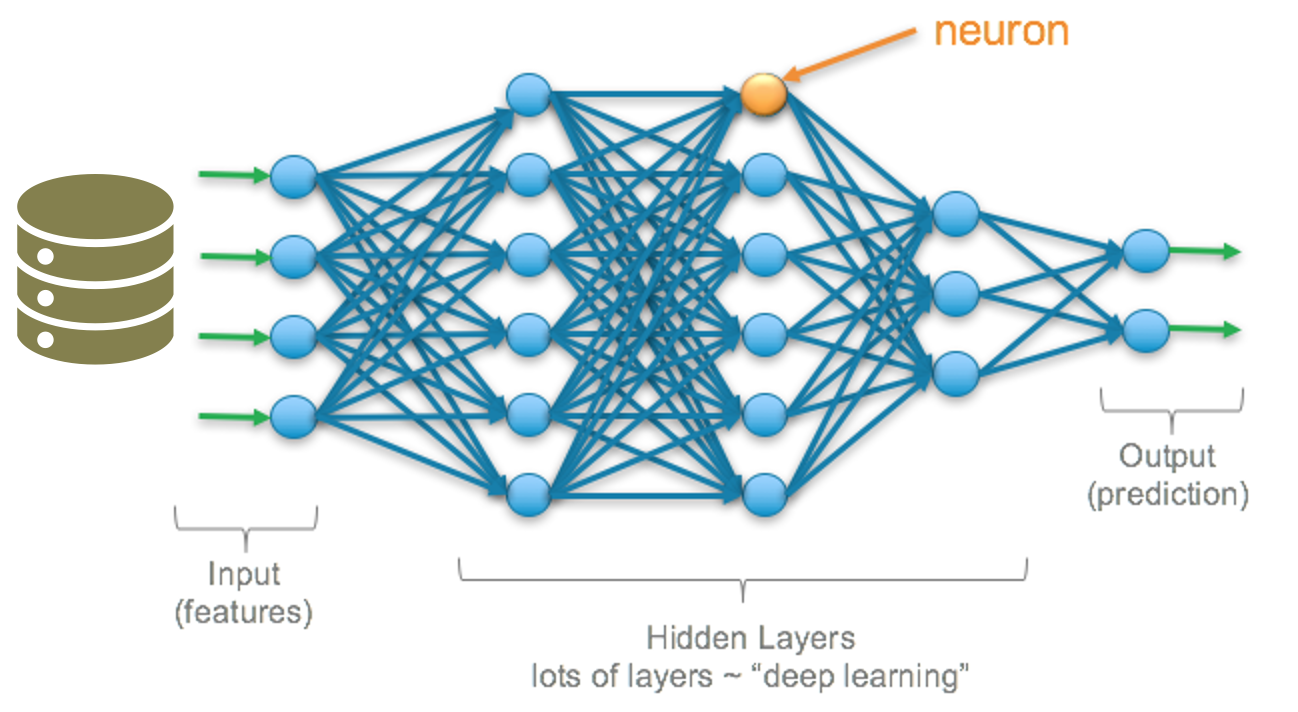 neuron
Output
(prediction)
Input
(features)
Hidden Layers
lots of layers ~ “deep learning”